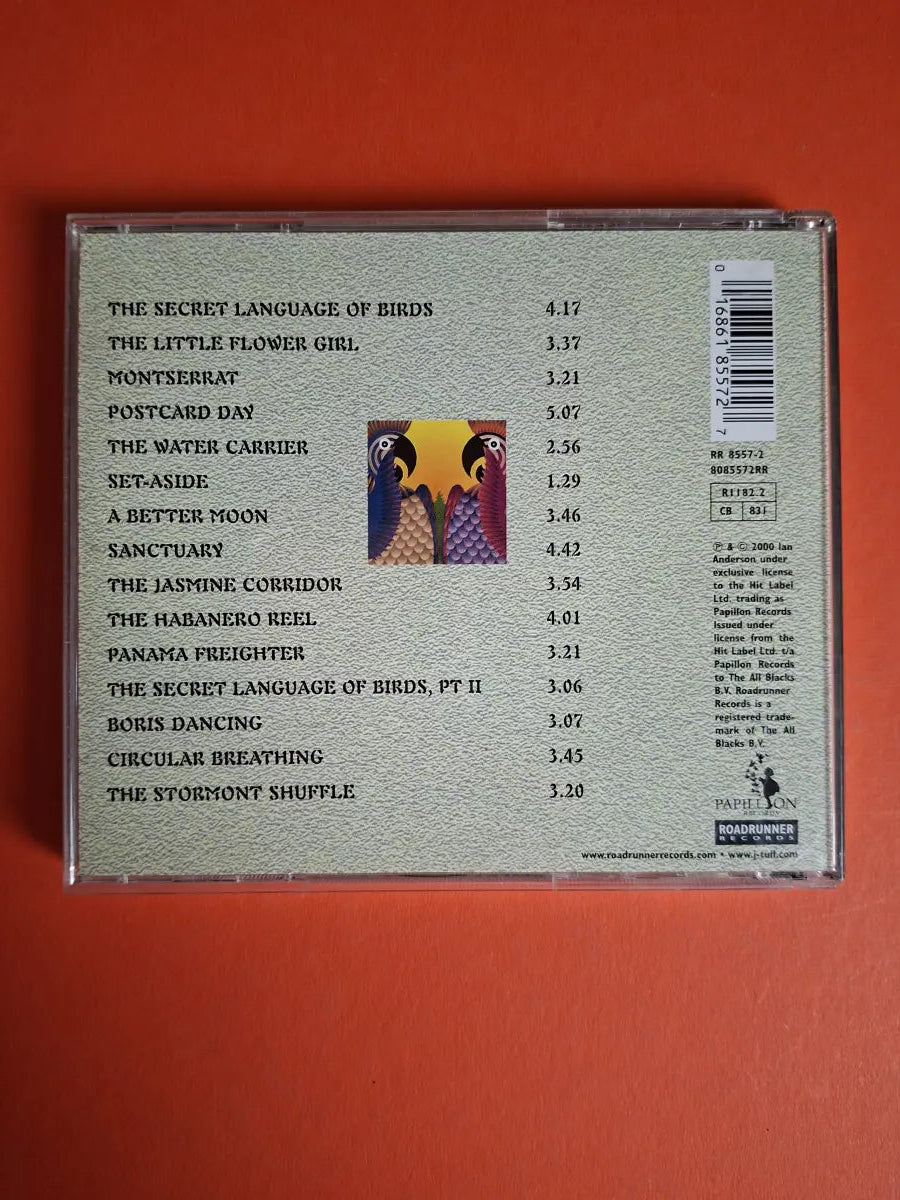 THE SECRET LANGUAGE OF BIRDS 4.17
THE LITTLE FLOWER GIRL 3.37
MONTSERRAT 3.21
POSTCARD DAY 5.07
THE WATER CARRIER 2.56
SET-ASIDE 1.29
A BETTER MOON 3.46
SANCTUARY 4.42
THE JASMINE CORRIDOR 3.54
THE HABANERO REEL 4.01
PANAMA FREIGHTER 3.21
THE SECRET LANGUAGE OF BIRDS, PT II 3.06
BORIS DANCING 3.07
CIRCULAR BREATHING 3.45
THE STORMONT SHUFFLE 3.20
0 16861 85572 7
RR 8557-2
8085572RR
R1182.2
CB 831
℗ & © 2000 Ian
Anderson under
exclusive license
to the Hit Label
Ltd. trading as
Papillon Records
Issued under
license from the
Hit Label Ltd. t/a
Papillon Records
to The All Blacks
B.V. Roadrunner
Records is a
registered trade-
mark of The All
Blacks B.V.
PAPILLON
RECORDS
ROADRUNNER
RECORDS
www.roadrunnerrecords.com • www.j-tull.com